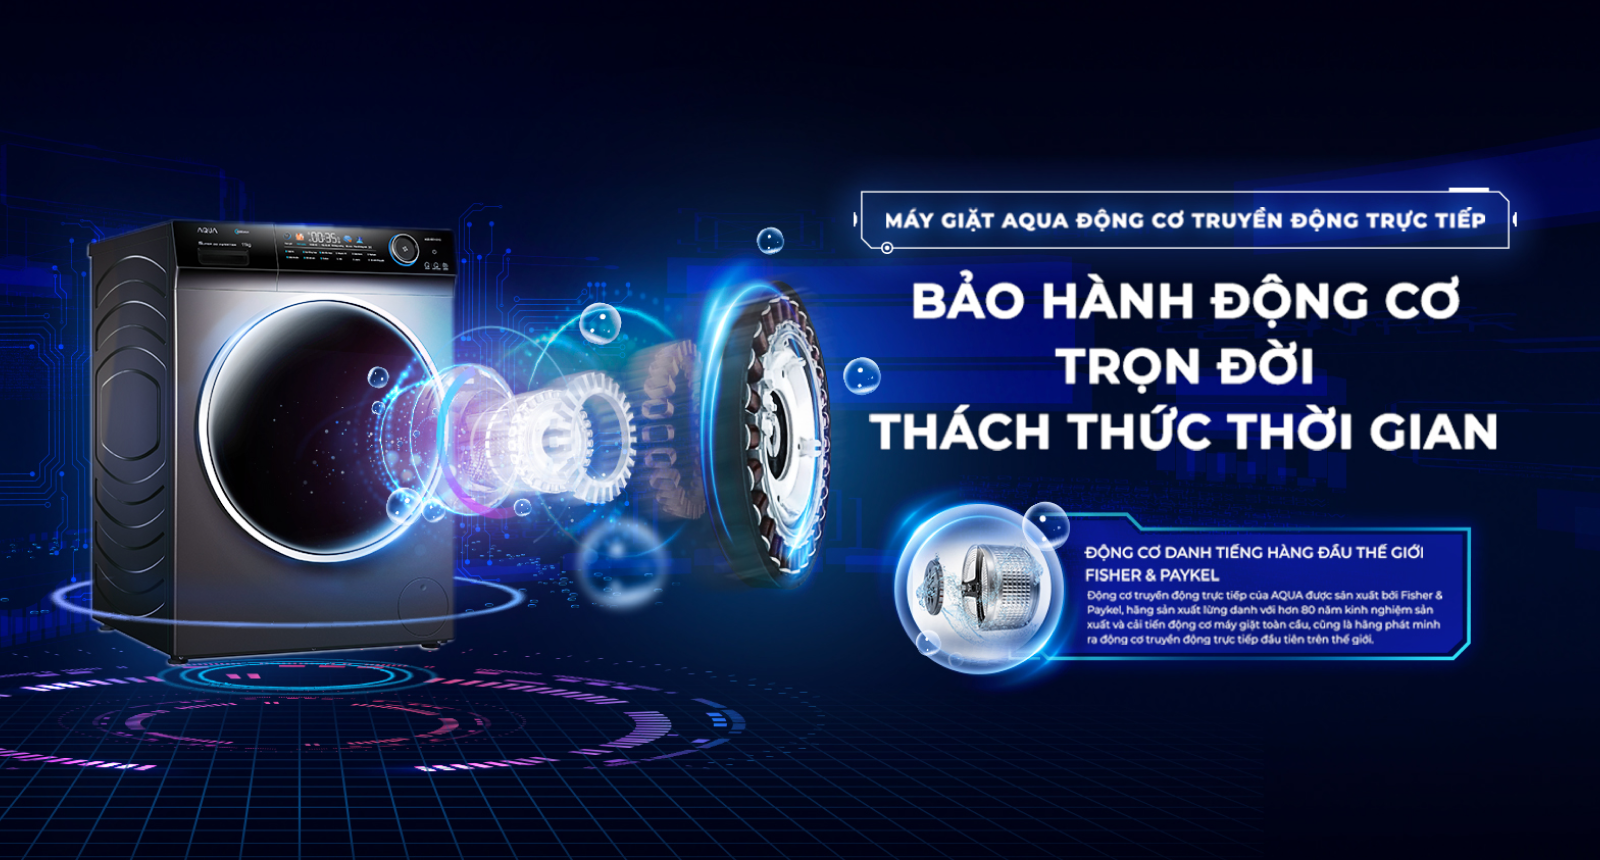 AQUA
11kg
00:35
MÁY GIẶT AQUA ĐỘNG CƠ TRUYỀN ĐỘNG TRỰC TIẾP
BẢO HÀNH ĐỘNG CƠ
TRỌN ĐỜI
THÁCH THỨC THỜI GIAN
ĐỘNG CƠ DANH TIẾNG HÀNG ĐẦU THẾ GIỚI
FISHER & PAYKEL
Động cơ truyền động trực tiếp của AQUA được sản xuất bởi Fisher &
Paykel, hãng sản xuất lừng danh với hơn 80 năm kinh nghiệm sản
xuất và cải tiến động cơ máy giặt toàn cầu, cũng là hãng phát minh
ra động cơ truyền động trực tiếp đầu tiên trên thế giới.